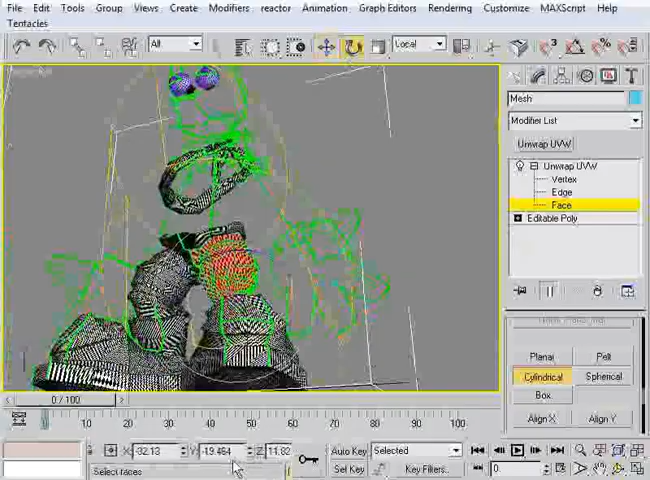 File Edit Tools Group Views Create Modifiers reactor Animation Graph Editors Rendering Customize MAXScript Help
Tentacles
All
Local
Mesh
Modifier List
Unwrap UVW
Unwrap UVW
Vertex
Edge
Face
Editable Poly
Planar Pelt
Cylindrical Spherical
Box
Align X Align Y
0 / 100
0 10 20 30 40 50 60 70 80 90 100
X: -32.13 Y: -19.464 Z: 11.82
Auto Key Selected
Select faces
Set Key Key Filters... 0